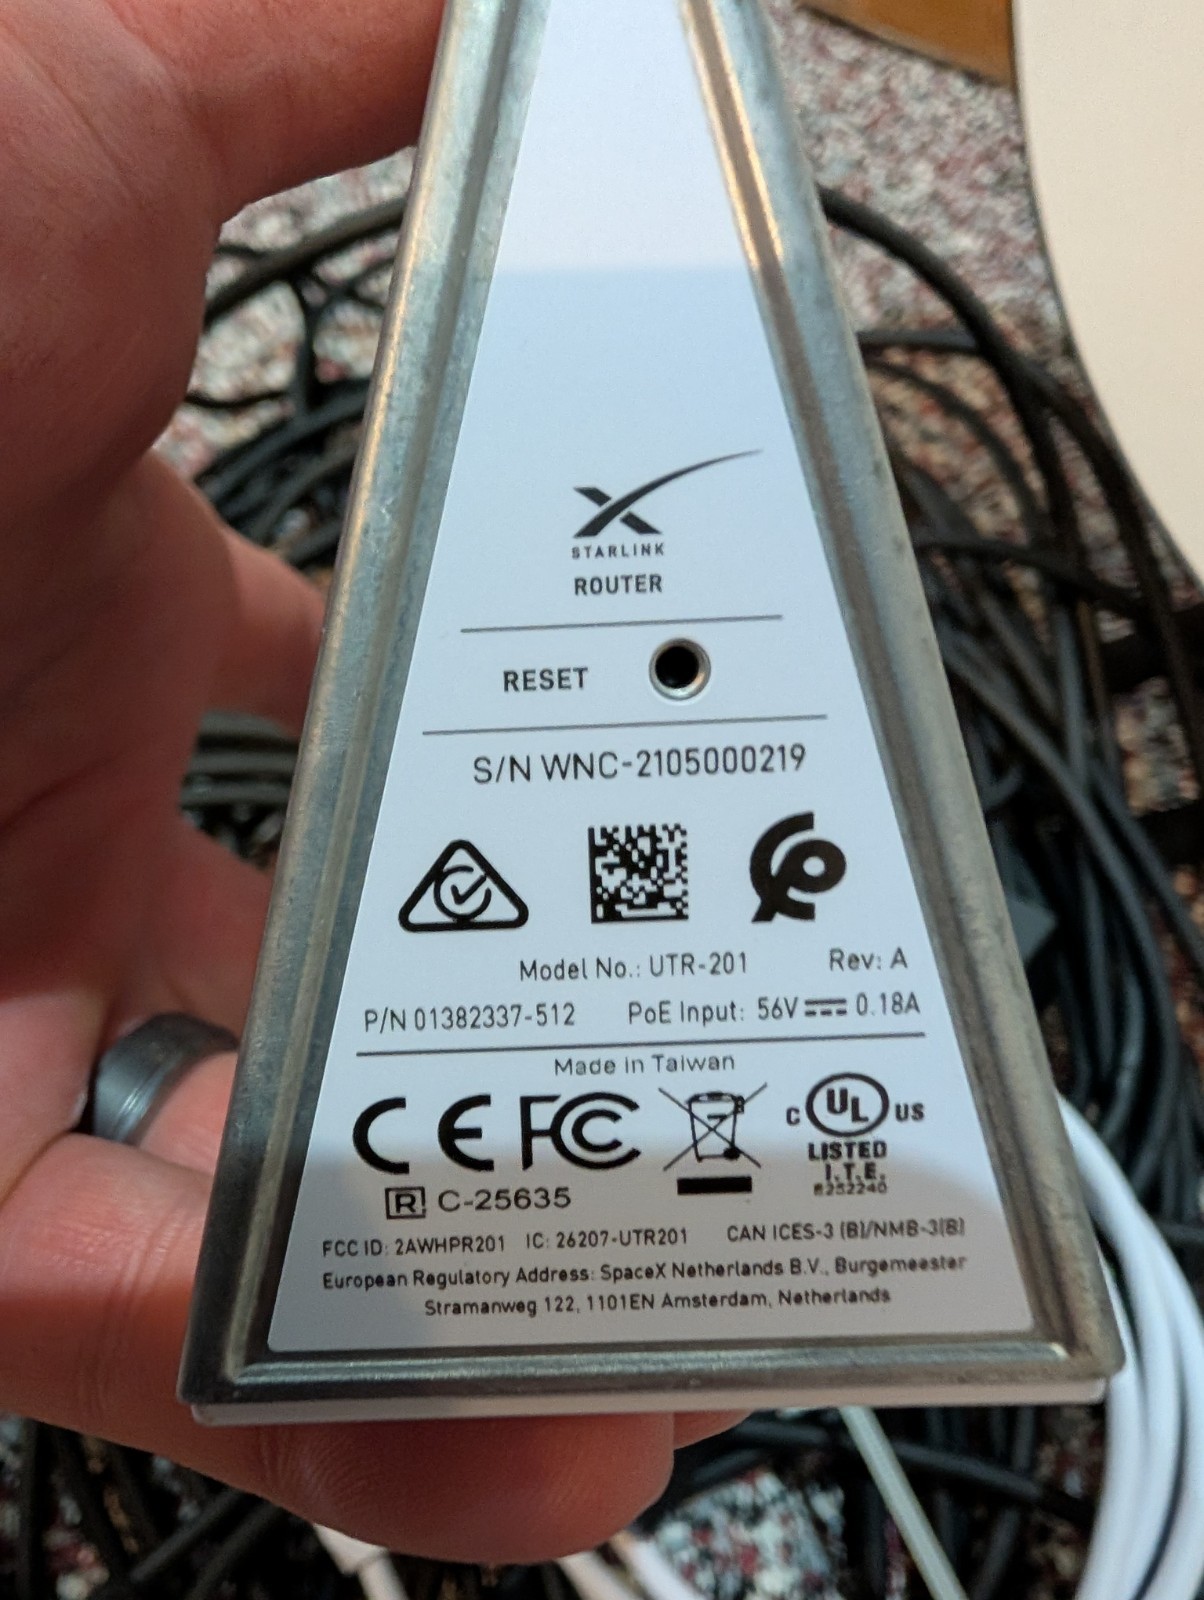 STARLINK
ROUTER
RESET
S/N WNC-2105000219
Model No.: UTR-201 Rev: A
P/N 01382337-512 PoE Input: 56V 0.18A
Made in Taiwan
CE FCC C UL US
LISTED
I.T.E.
E252240
R C-25635
FCC ID: 2AWHPR201 IC: 26207-UTR201 CAN ICES-3 (B)/NMB-3(B)
European Regulatory Address: SpaceX Netherlands B.V., Burgemeester
Stramanweg 122, 1101EN Amsterdam, Netherlands